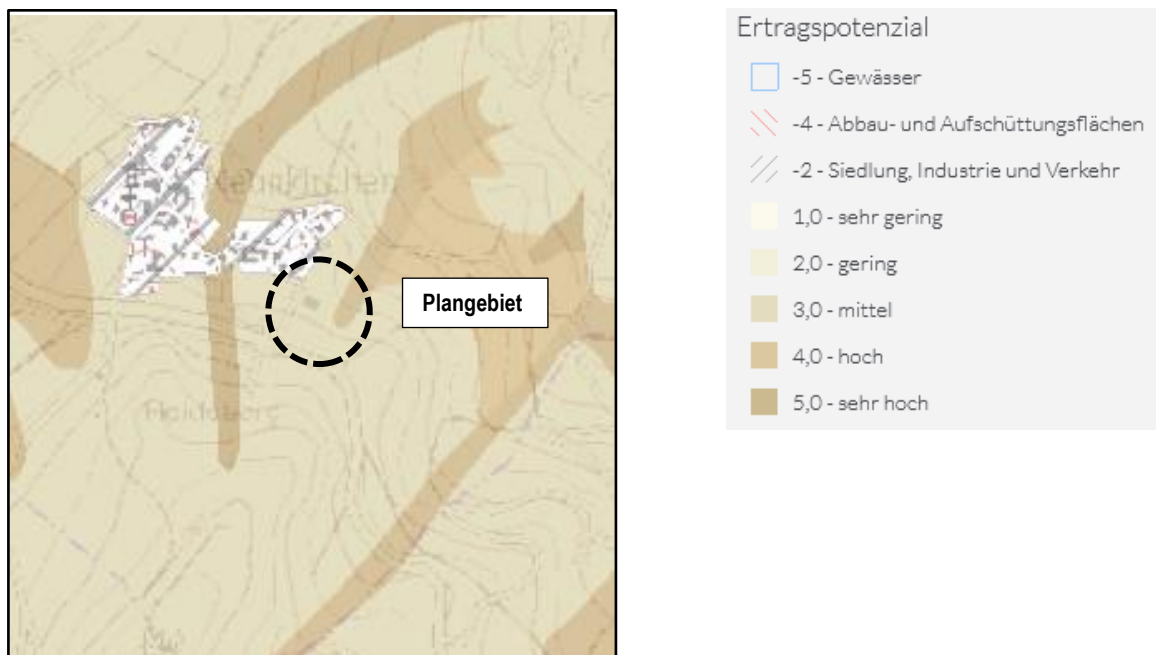 Ertragspotenzial
-5 - Gewässer
-4 - Abbau- und Aufschüttungsflächen
-2 - Siedlung, Industrie und Verkehr
1,0 - sehr gering
2,0 - gering
3,0 - mittel
4,0 - hoch
5,0 - sehr hoch
Neunkirchen
Plangebiet